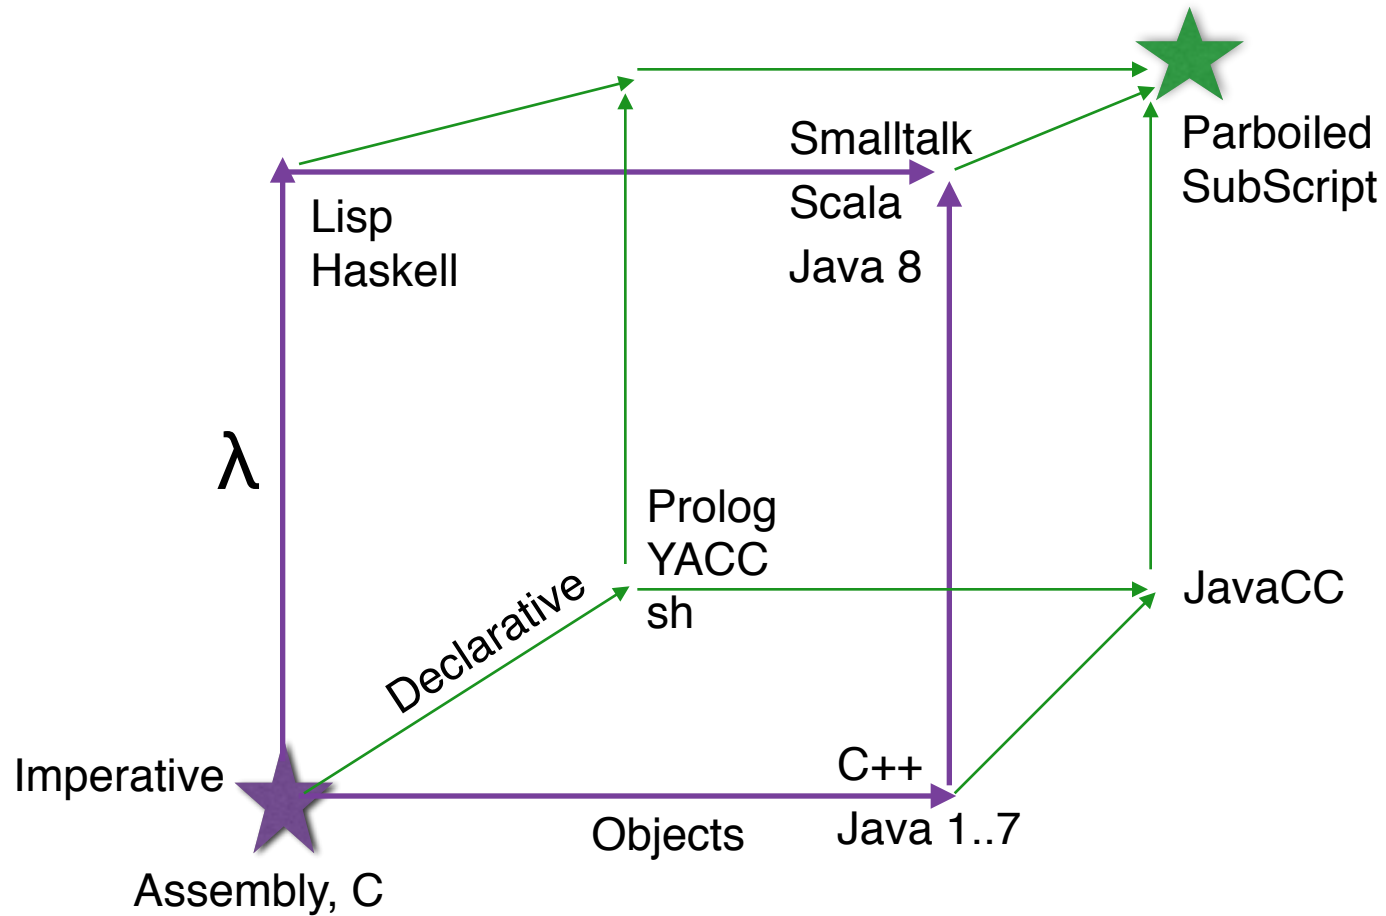 Smalltalk
Scala
Java 8
Parboiled
SubScript
Lisp
Haskell
λ
Prolog
YACC
sh
Declarative
JavaCC
Imperative
C++
Java 1..7
Objects
Assembly, C